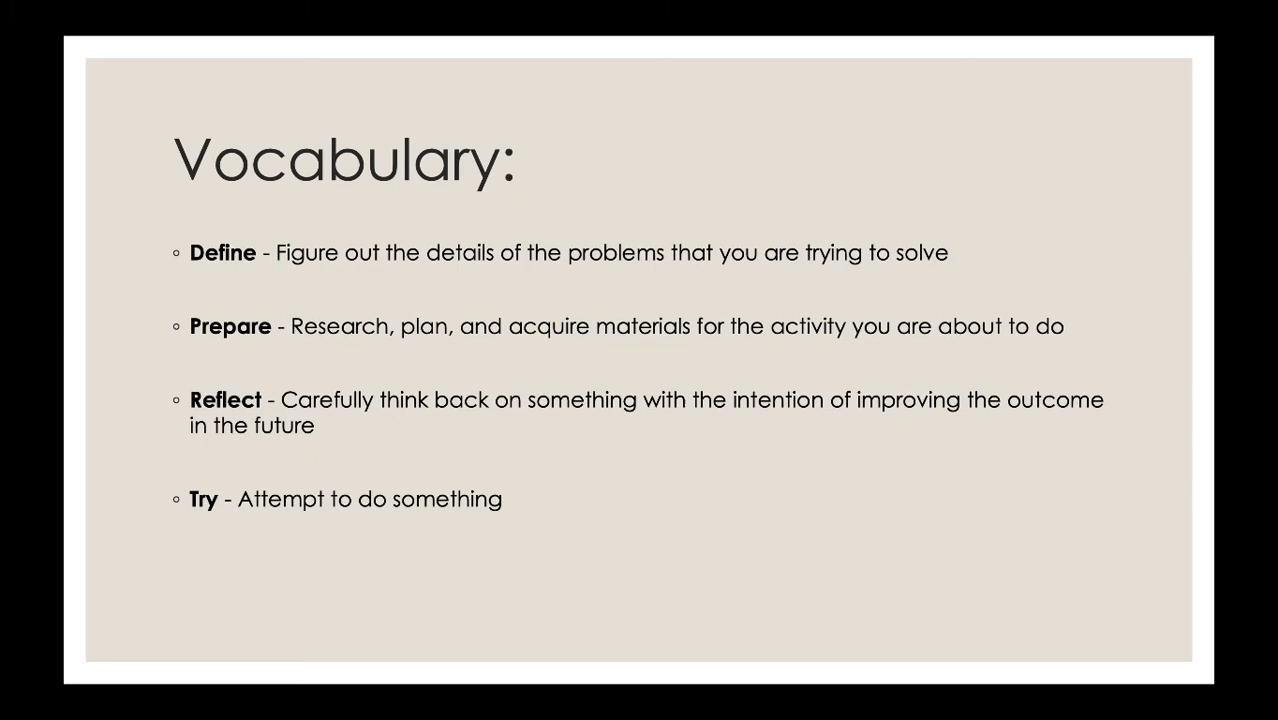 Vocabulary:
◦ Define - Figure out the details of the problems that you are trying to solve
◦ Prepare - Research, plan, and acquire materials for the activity you are about to do
◦ Reflect - Carefully think back on something with the intention of improving the outcome
in the future
◦ Try - Attempt to do something